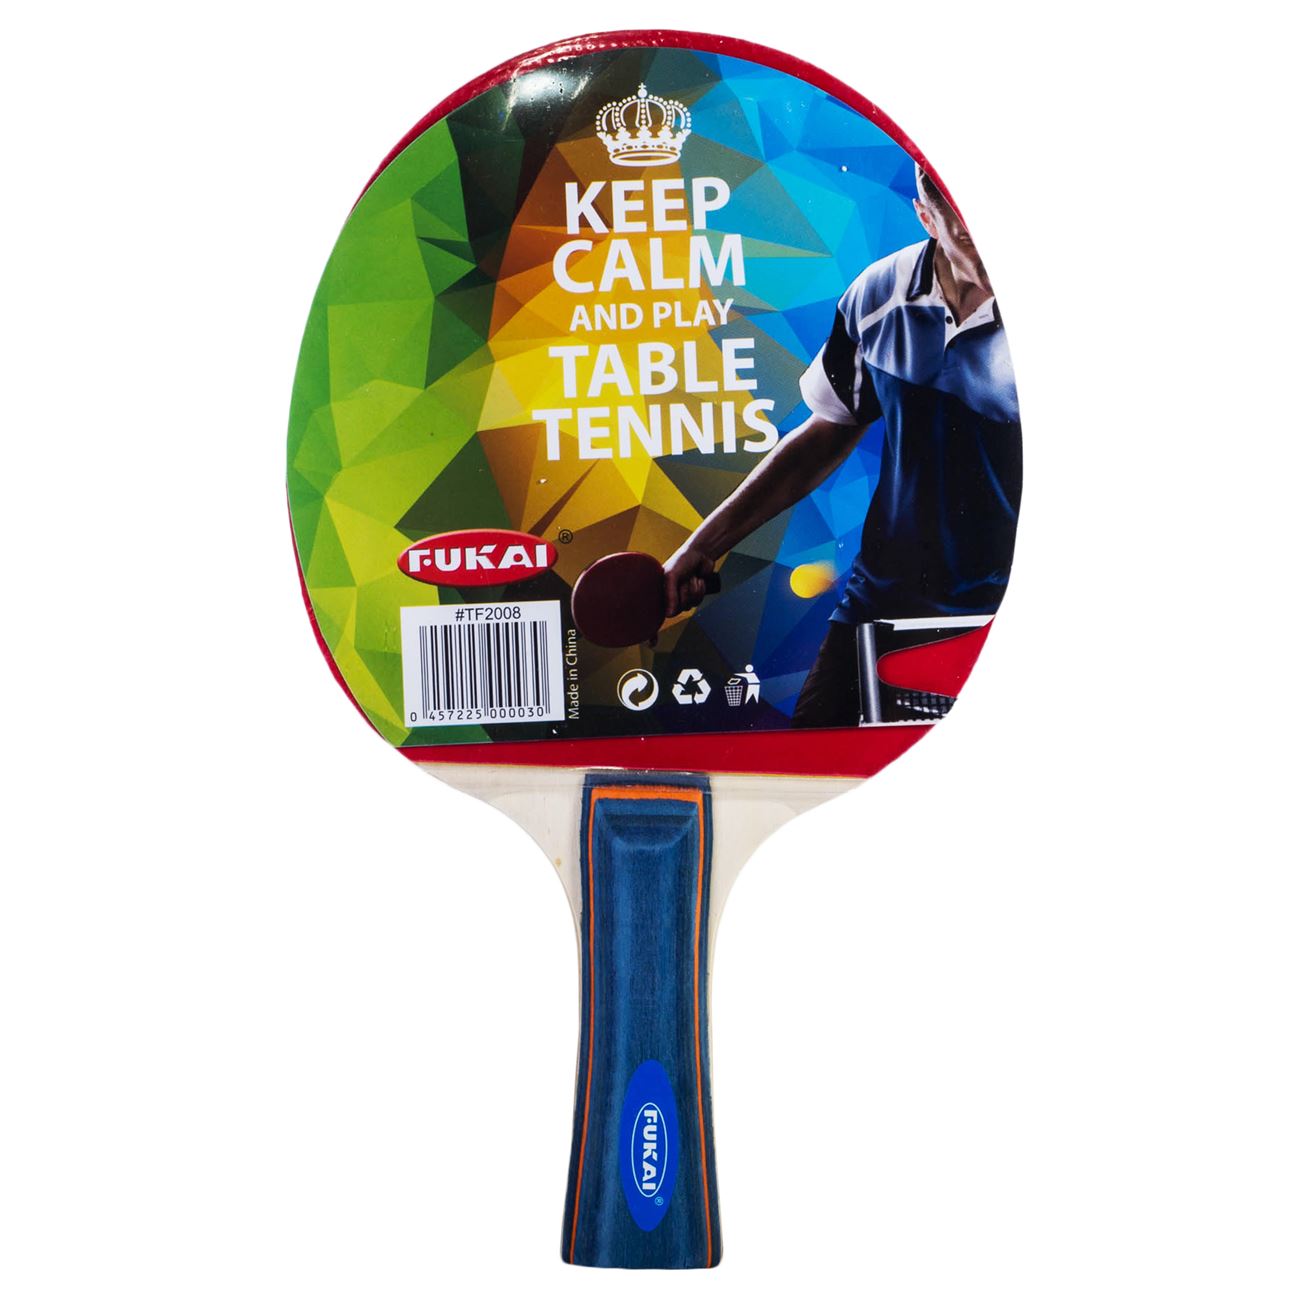 KEEP
CALM
AND PLAY
TABLE
TENNIS
FUKAI®
#TF2008
0 457225 000030
Made in China
FUKAI®